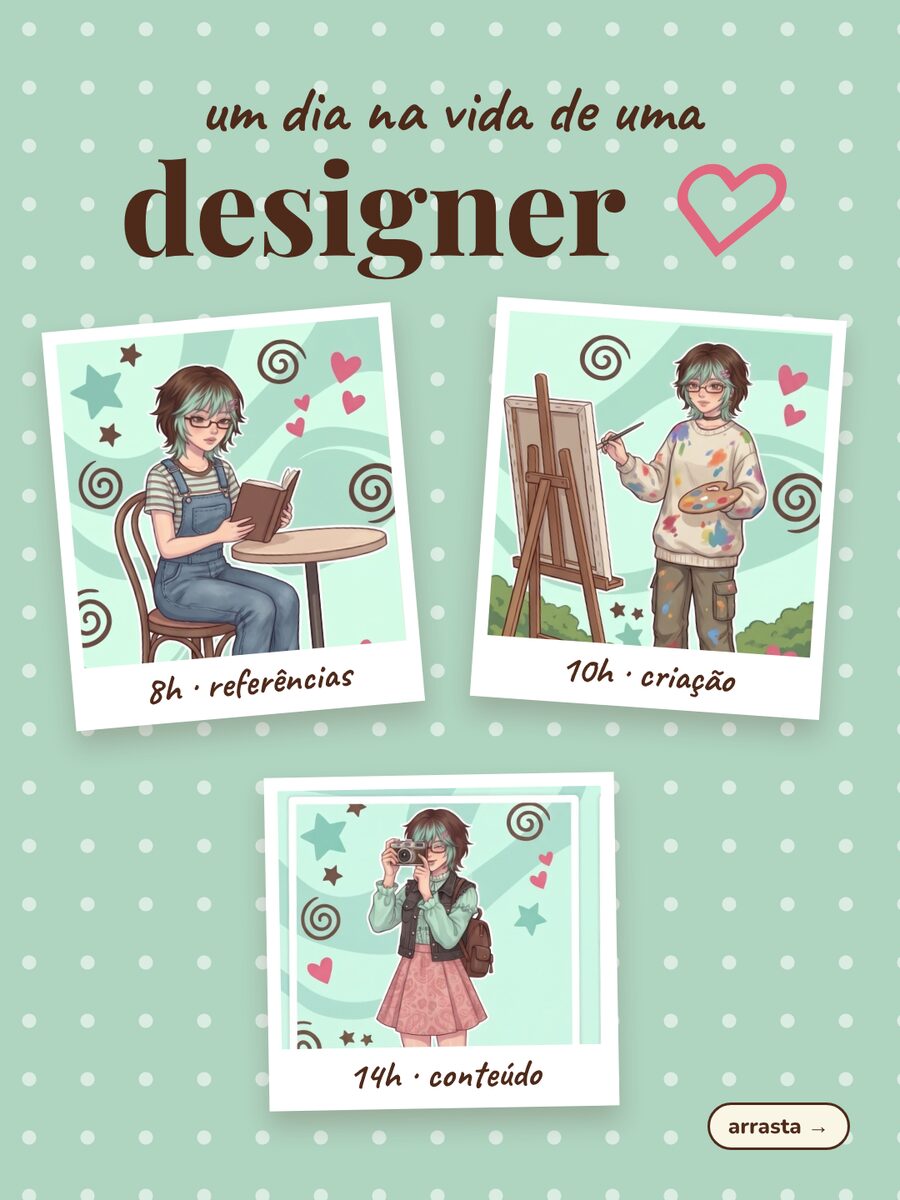 um dia na vida de uma
designer
8h · referências
10h · criação
14h · conteúdo
arrasta →